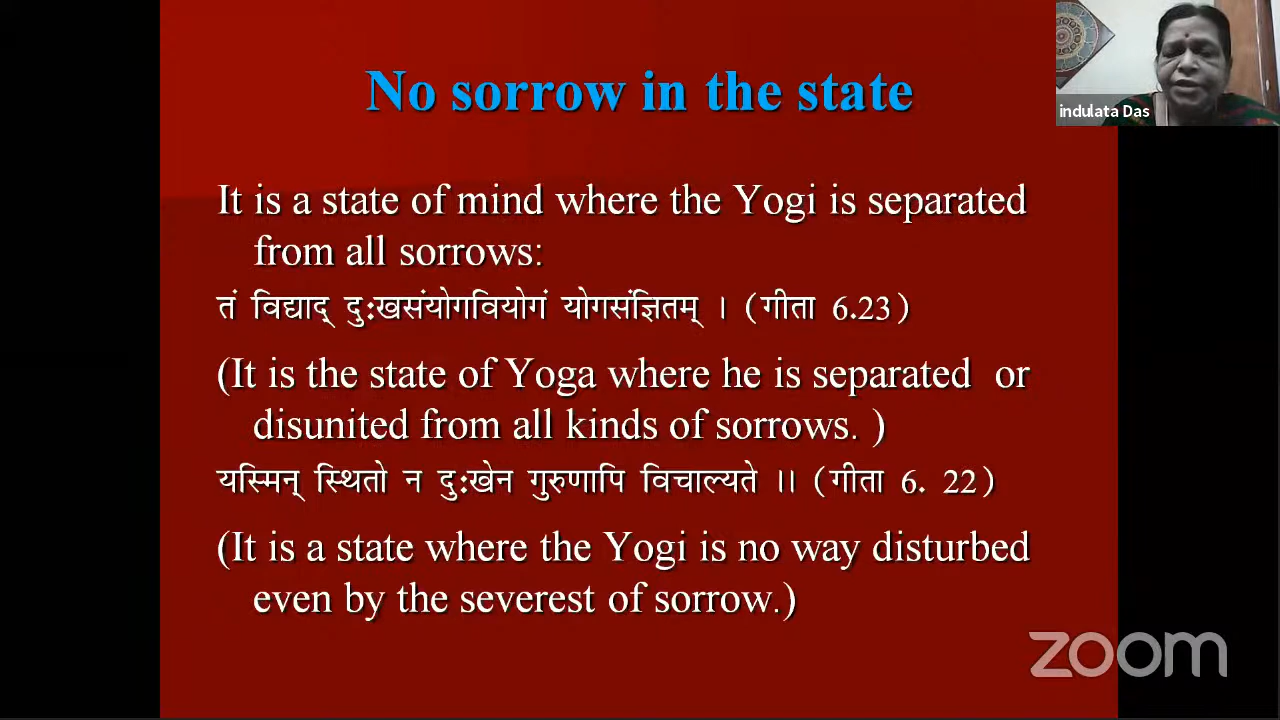 No sorrow in the state
indulata Das
It is a state of mind where the Yogi is separated
from all sorrows:
तं विद्याद् दुःखसंयोगवियोगं योगसंज्ञितम् । (गीता 6.23)
(It is the state of Yoga where he is separated or
disunited from all kinds of sorrows. )
यस्मिन् स्थितो न दुःखेन गुरुणापि विचाल्यते ।। (गीता 6. 22)
(It is a state where the Yogi is no way disturbed
even by the severest of sorrow.)
zoom